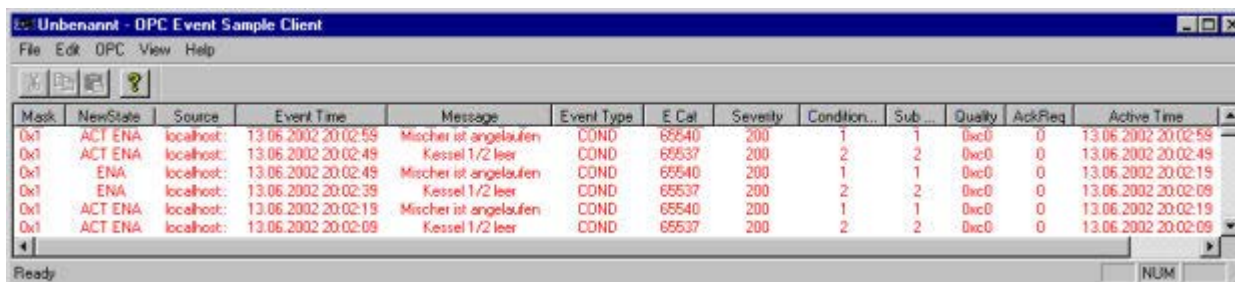 Unbenannt - OPC Event Sample Client
File Edit OPC View Help
Mask NewState Source Event Time Message Event Type E Cat Severity Condition... Sub ... Quality AckReq Active Time
0x1 ACT ENA localhost: 13.06.2002 20:02:59 Mischer ist angelaufen COND 65540 200 1 1 0xc0 0 13.06.2002 20:02:59
0x1 ACT ENA localhost: 13.06.2002 20:02:49 Kessel 1/2 leer COND 65537 200 2 2 0xc0 0 13.06.2002 20:02:49
0x1 ENA localhost: 13.06.2002 20:02:49 Mischer ist angelaufen COND 65540 200 1 1 0xc0 0 13.06.2002 20:02:19
0x1 ENA localhost: 13.06.2002 20:02:39 Kessel 1/2 leer COND 65537 200 2 2 0xc0 0 13.06.2002 20:02:09
0x1 ACT ENA localhost: 13.06.2002 20:02:19 Mischer ist angelaufen COND 65540 200 1 1 0xc0 0 13.06.2002 20:02:19
0x1 ACT ENA localhost: 13.06.2002 20:02:09 Kessel 1/2 leer COND 65537 200 2 2 0xc0 0 13.06.2002 20:02:09
Ready NUM